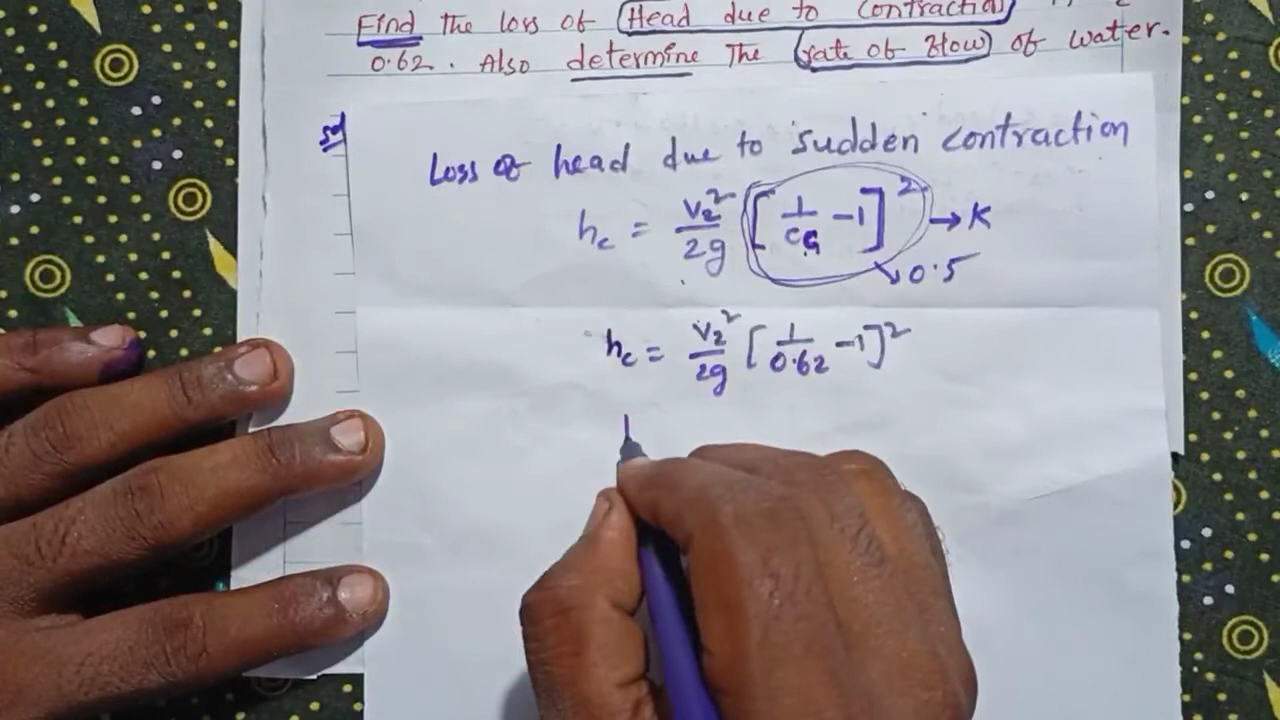 Find the loss of Head due to contraction
0.62. Also determine The rate of flow of water.
Sol
Loss of head due to "sudden" contraction
hc = V2²/2g [1/Cc -1]² → K
↘ 0.5
hc = V2²/2g [1/0.62 -1]²